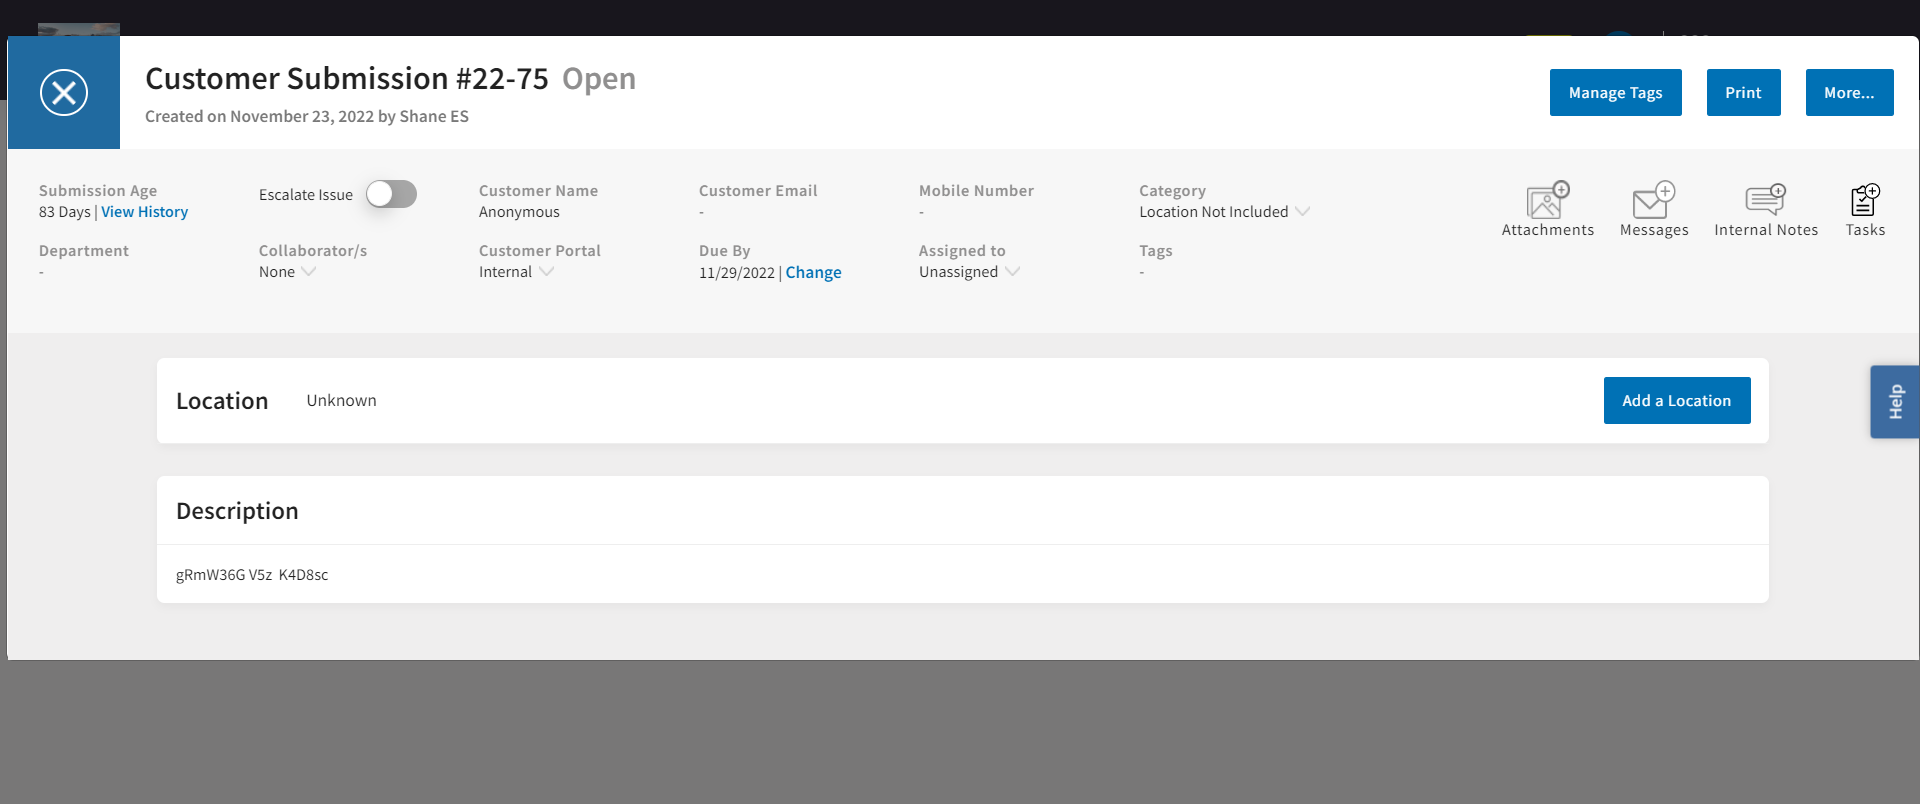 Customer Submission #22-75 Open
Created on November 23, 2022 by Shane ES
Manage Tags
Print
More...
Submission Age
83 Days | View History
Escalate Issue
Customer Name
Anonymous
Customer Email
-
Mobile Number
-
Category
Location Not Included
Department
-
Collaborator/s
None
Customer Portal
Internal
Due By
11/29/2022 | Change
Assigned to
Unassigned
Tags
-
Attachments
Messages
Internal Notes
Tasks
Location Unknown
Add a Location
Help
Description
gRmW36G V5z K4D8sc